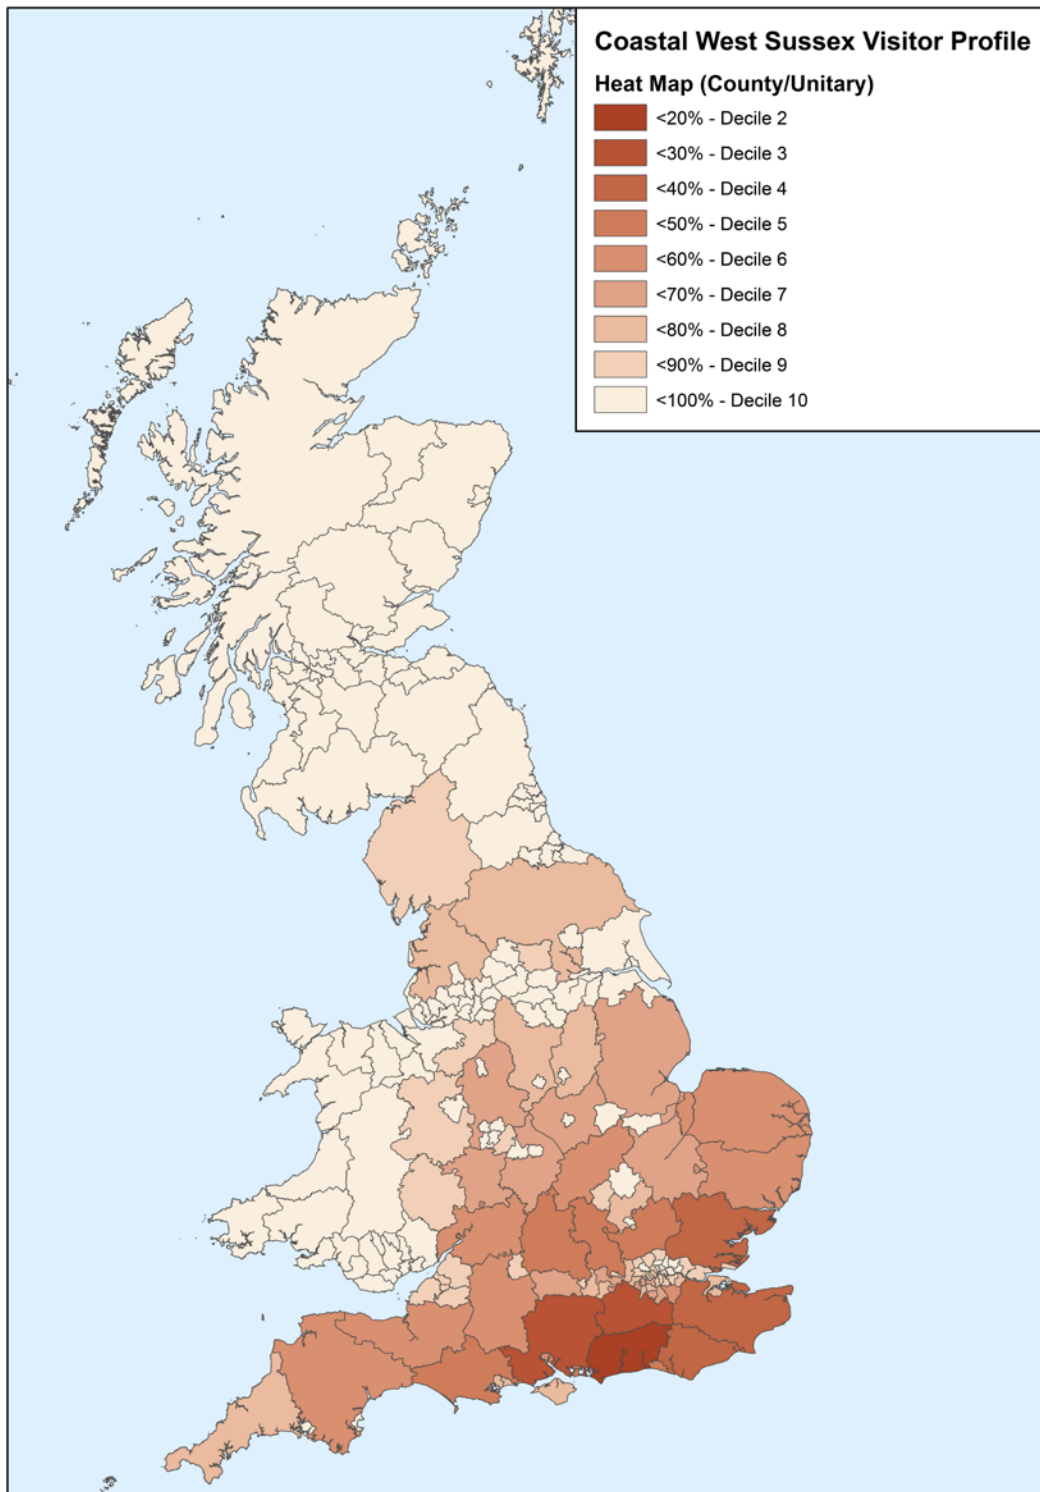 Coastal West Sussex Visitor Profile
Heat Map (County/Unitary)
<20% - Decile 2
<30% - Decile 3
<40% - Decile 4
<50% - Decile 5
<60% - Decile 6
<70% - Decile 7
<80% - Decile 8
<90% - Decile 9
<100% - Decile 10